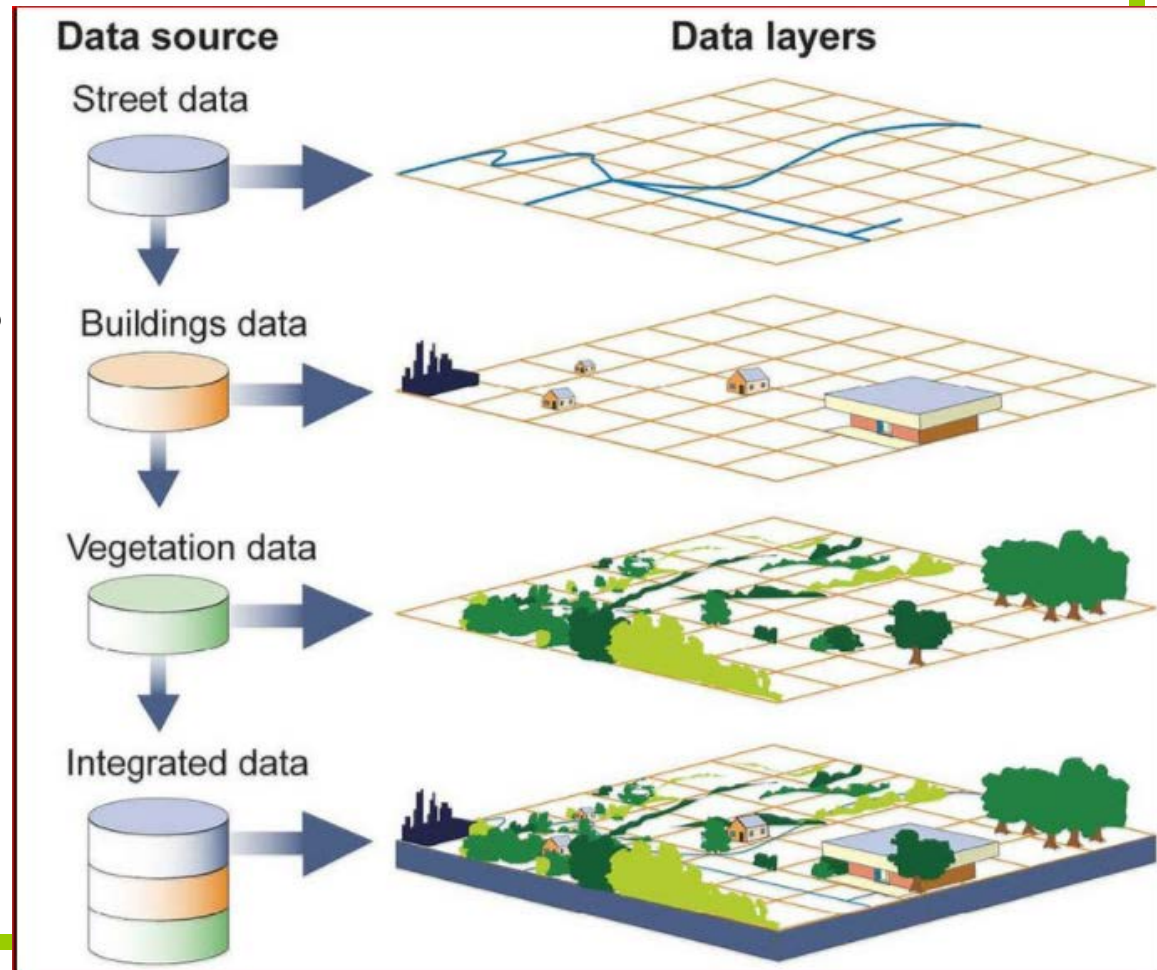 Data source
Data layers
Street data
Buildings data
Vegetation data
Integrated data